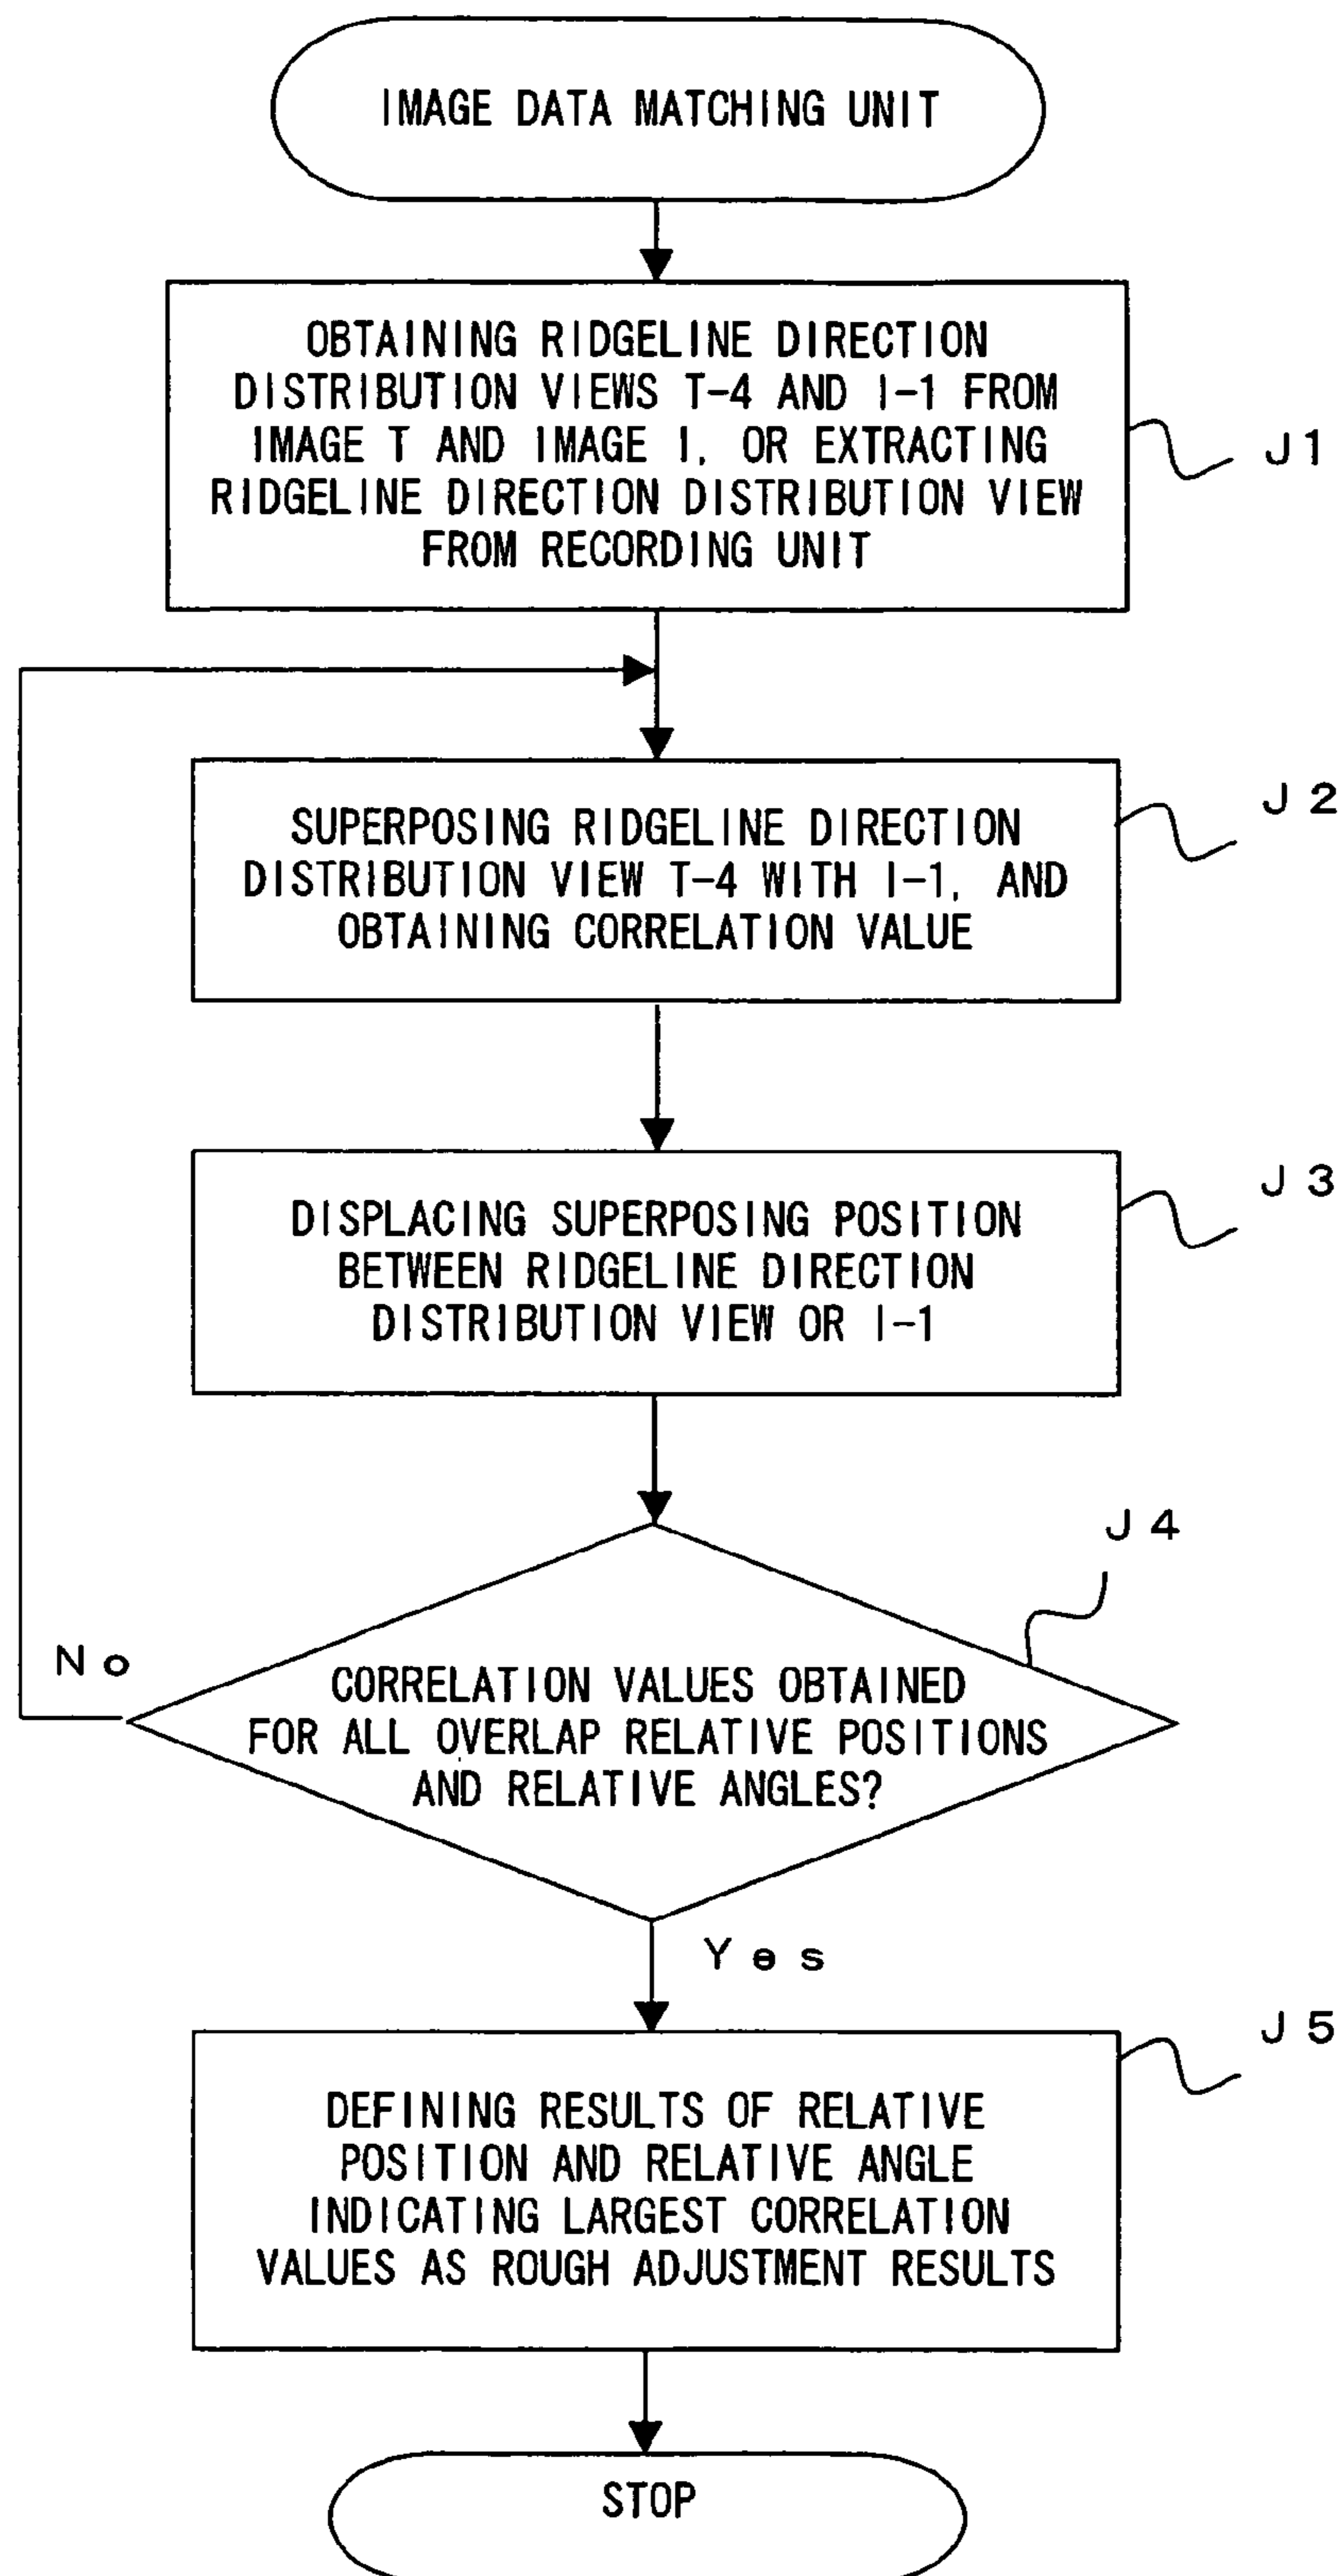 IMAGE DATA MATCHING UNIT
OBTAINING RIDGELINE DIRECTION
DISTRIBUTION VIEWS T-4 AND I-1 FROM
IMAGE T AND IMAGE I, OR EXTRACTING
RIDGELINE DIRECTION DISTRIBUTION VIEW
FROM RECORDING UNIT
J1
SUPERPOSING RIDGELINE DIRECTION
DISTRIBUTION VIEW T-4 WITH I-1, AND
OBTAINING CORRELATION VALUE
J2
DISPLACING SUPERPOSING POSITION
BETWEEN RIDGELINE DIRECTION
DISTRIBUTION VIEW OR I-1
J3
J4
No
CORRELATION VALUES OBTAINED
FOR ALL OVERLAP RELATIVE POSITIONS
AND RELATIVE ANGLES?
Yes
J5
DEFINING RESULTS OF RELATIVE
POSITION AND RELATIVE ANGLE
INDICATING LARGEST CORRELATION
VALUES AS ROUGH ADJUSTMENT RESULTS
STOP